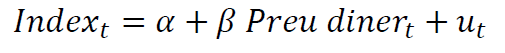 Index_t = α + β Preu diner_t + u_t